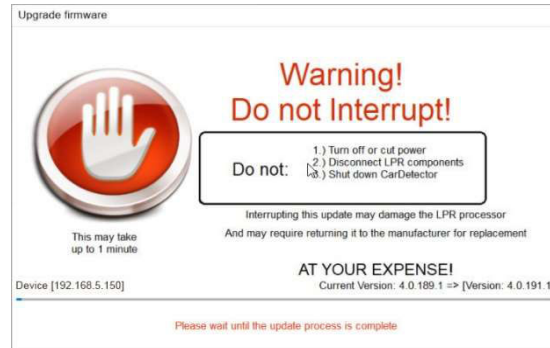 Upgrade firmware
Warning!
Do not Interrupt!
Do not:
1.) Turn off or cut power
2.) Disconnect LPR components
3.) Shut down CarDetector
Interrupting this update may damage the LPR processor
And may require returning it to the manufacturer for replacement
This may take
up to 1 minute
AT YOUR EXPENSE!
Device [192.168.5.150]
Current Version: 4.0.189.1 => [Version: 4.0.191.1
Please wait until the update process is complete